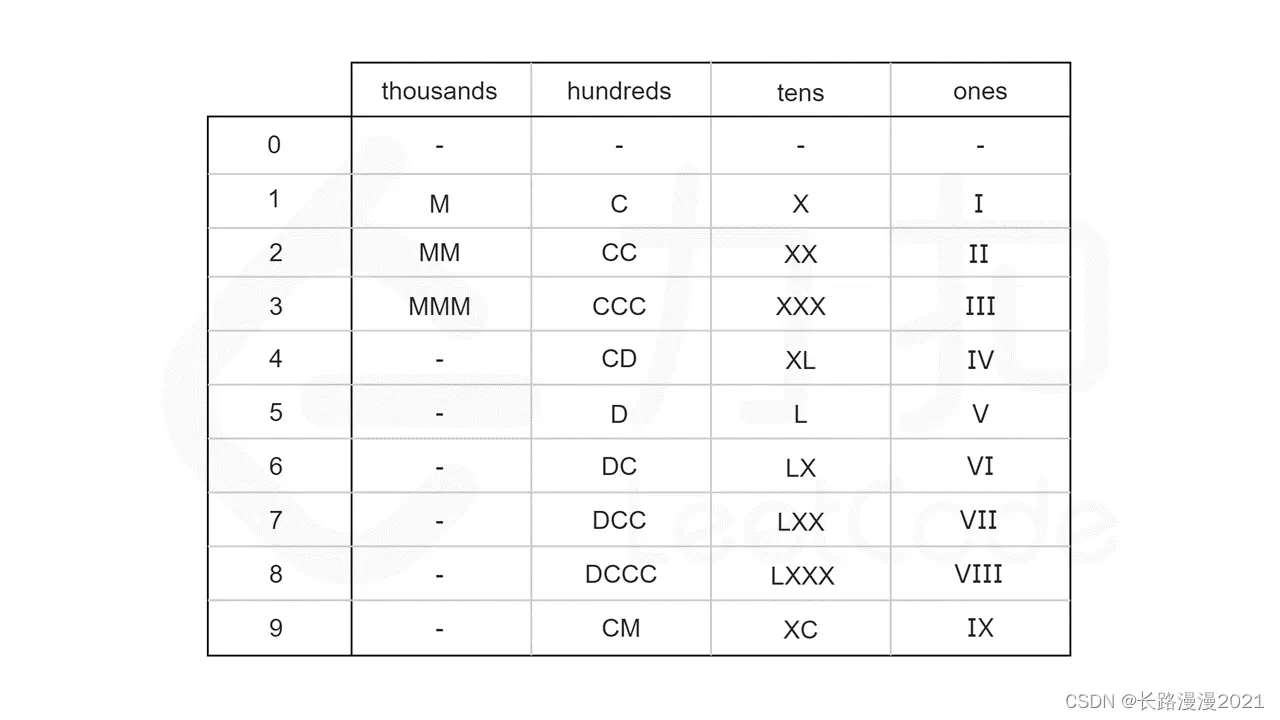 thousands hundreds tens ones
0 - - - -
1 M C X I
2 MM CC XX II
3 MMM CCC XXX III
4 - CD XL IV
5 - D L V
6 - DC LX VI
7 - DCC LXX VII
8 - DCCC LXXX VIII
9 - CM XC IX
力扣
LeetCode
CSDN @长路漫漫2021